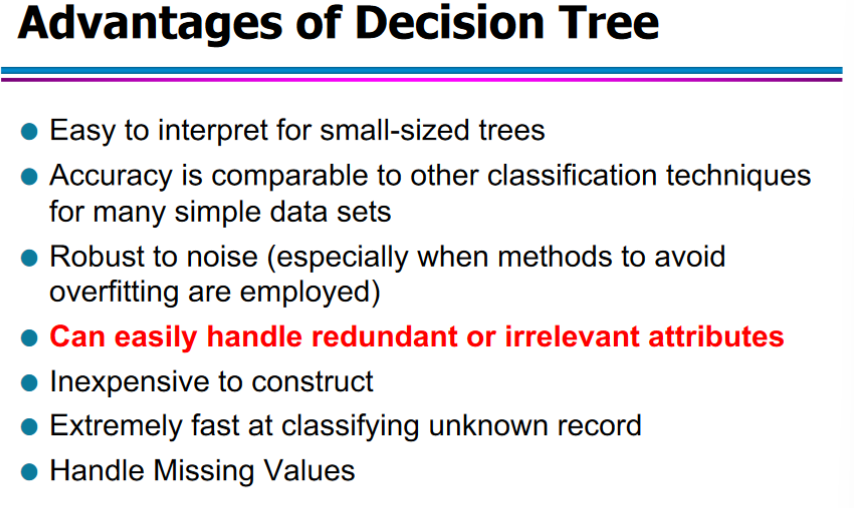 Advantages of Decision Tree
Easy to interpret for small-sized trees
Accuracy is comparable to other classification techniques
for many simple data sets
Robust to noise (especially when methods to avoid
overfitting are employed)
Can easily handle redundant or irrelevant attributes
Inexpensive to construct
Extremely fast at classifying unknown record
Handle Missing Values